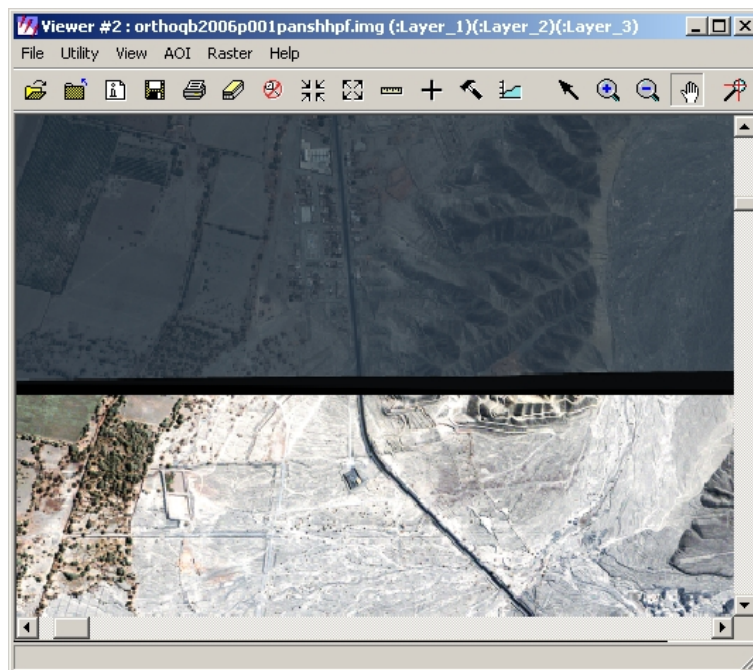 Viewer #2 : orthoqb2006p001panshhpf.img (:Layer_1)(:Layer_2)(:Layer_3)
File Utility View AOI Raster Help